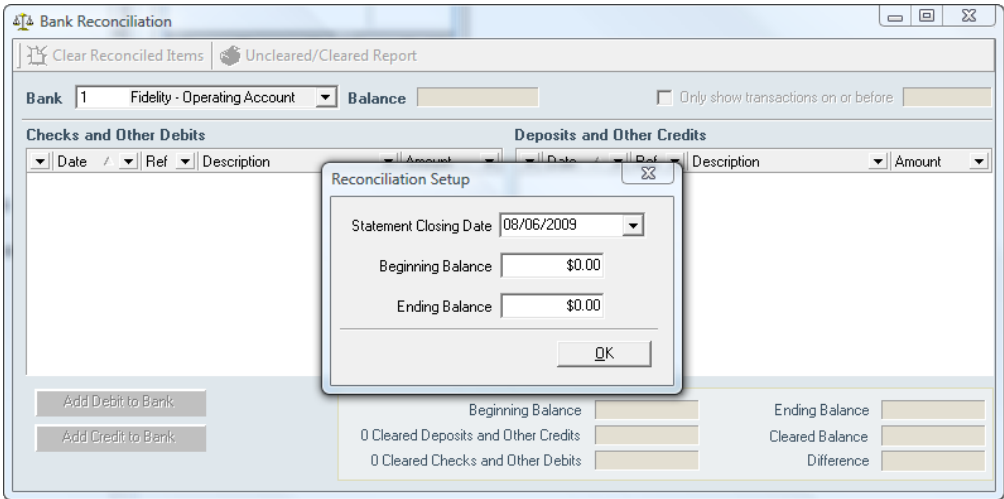 Bank Reconciliation
Clear Reconciled Items
Uncleared/Cleared Report
Bank 1 Fidelity - Operating Account
Balance
Only show transactions on or before
Checks and Other Debits
Deposits and Other Credits
Date Ref Description Amount
Date Ref Description Amount
Reconciliation Setup
Statement Closing Date 08/06/2009
Beginning Balance $0.00
Ending Balance $0.00
OK
Add Debit to Bank
Add Credit to Bank
Beginning Balance
Ending Balance
0 Cleared Deposits and Other Credits
Cleared Balance
0 Cleared Checks and Other Debits
Difference